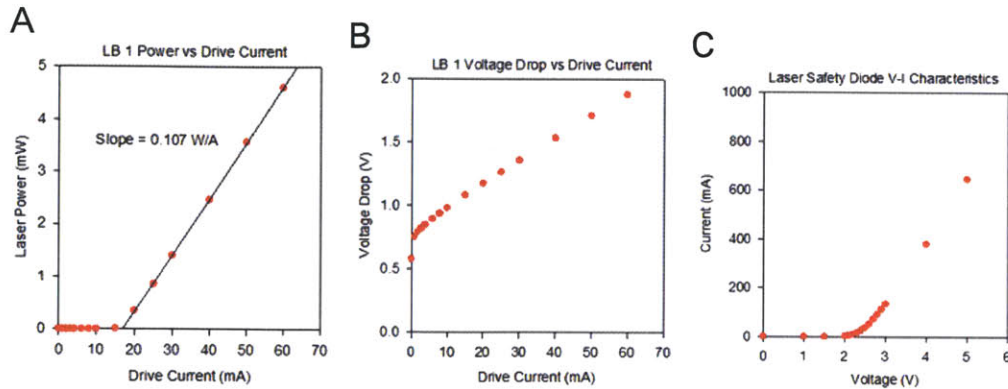 A
LB 1 Power vs Drive Current
5
4
3
2
1
0
Laser Power (mW)
Slope = 0.107 W/A
0 10 20 30 40 50 60 70
Drive Current (mA)
B
LB 1 Voltage Drop vs Drive Current
2.0
1.5
1.0
0.5
0.0
Voltage Drop (V)
0 10 20 30 40 50 60 70
Drive Current (mA)
C
Laser Safety Diode V-I Characteristics
1000
800
600
400
200
0
Current (mA)
0 1 2 3 4 5 6
Voltage (V)